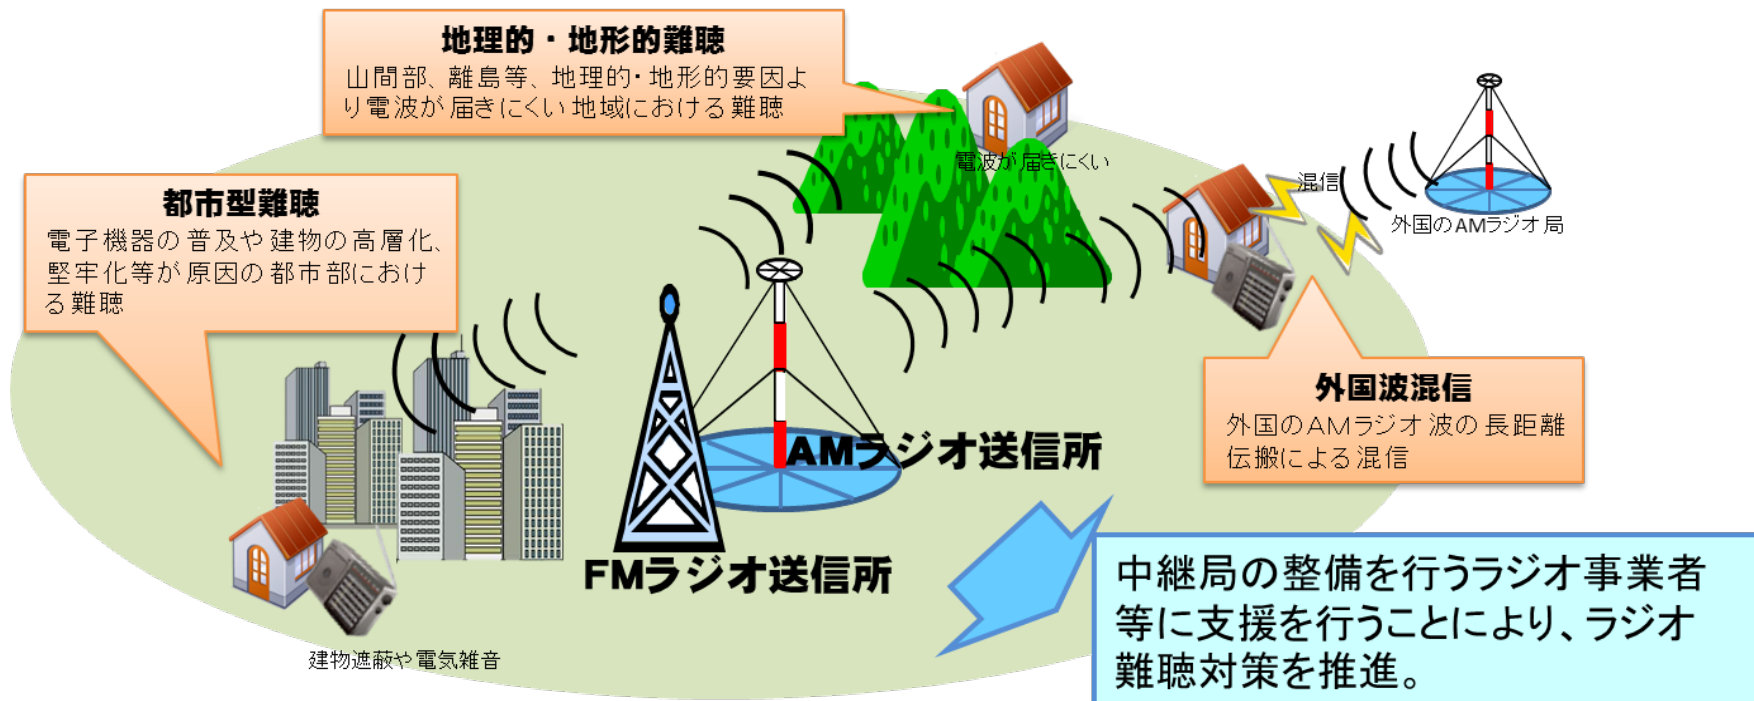 地理的・地形的難聴
山間部、離島等、地理的・地形的要因よ
り電波が届きにくい地域における難聴
電波が届きにくい
混信
外国のAMラジオ局
都市型難聴
電子機器の普及や建物の高層化、
堅牢化等が原因の都市部におけ
る難聴
外国波混信
外国のAMラジオ波の長距離
伝搬による混信
AMラジオ送信所
FMラジオ送信所
建物遮蔽や電気雑音
中継局の整備を行うラジオ事業者
等に支援を行うことにより、ラジオ
難聴対策を推進。